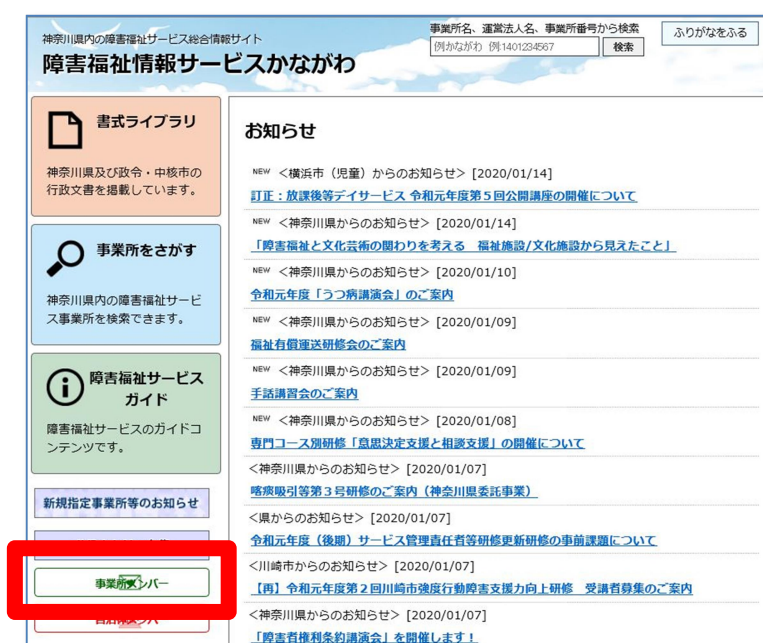 神奈川県内の障害福祉サービス総合情報サイト
障害福祉情報サービスかながわ
事業所名、運営法人名、事業所番号から検索
例:かながわ 例:1401234567
検索
ふりがなをふる
書式ライブラリ
神奈川県及び政令・中核市の
行政文書を掲載しています。
事業所をさがす
神奈川県内の障害福祉サービ
ス事業所を検索できます。
障害福祉サービス
ガイド
障害福祉サービスのガイドコ
ンテンツです。
新規指定事業所等のお知らせ
事業所メンバー
お知らせ
NEW <横浜市（児童）からのお知らせ> [2020/01/14]
訂正：放課後等デイサービス 令和元年度第５回公開講座の開催について
NEW <神奈川県からのお知らせ> [2020/01/14]
「障害福祉と文化芸術の関わりを考える　福祉施設/文化施設から見えたこと」
NEW <神奈川県からのお知らせ> [2020/01/10]
令和元年度「うつ病講演会」のご案内
NEW <神奈川県からのお知らせ> [2020/01/09]
福祉有償運送研修会のご案内
NEW <神奈川県からのお知らせ> [2020/01/09]
手話講習会のご案内
NEW <神奈川県からのお知らせ> [2020/01/08]
専門コース別研修「意思決定支援と相談支援」の開催について
<神奈川県からのお知らせ> [2020/01/07]
喀痰吸引等第３号研修のご案内（神奈川県委託事業）
<県からのお知らせ> [2020/01/07]
令和元年度（後期）サービス管理責任者等研修更新研修の事前課題について
<川崎市からのお知らせ> [2020/01/07]
【再】令和元年度第２回川崎市強度行動障害支援力向上研修　受講者募集のご案内
<神奈川県からのお知らせ> [2020/01/07]
「障害者権利条約講演会」を開催します！